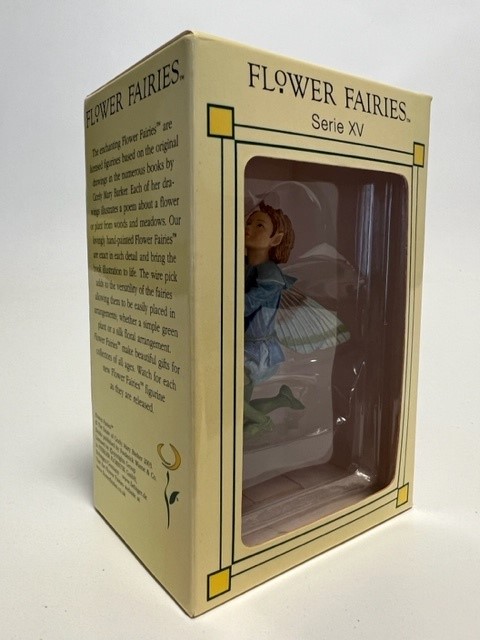 FLOWER FAIRIES™
The enchanting Flower Fairies™ are
licensed figurines based on the original
drawings in the numerous books by
Cicely Mary Barker. Each of her dra-
wings illustrates a poem about a flower
or plant from woods and meadows. Our
lovingly hand-painted Flower Fairies™
are exact in each detail and bring the
book illustration to life. The wire pick
adds to the versatility of the fairies
allowing them to be easily placed in
arrangements, whether a simple green
plant or a silk floral arrangement.
Flower Fairies™ make beautiful gifts for
collectors of all ages. Watch for each
new Flower Fairies™ figurine
as they are released.
FLOWER FAIRIES™
Serie XV